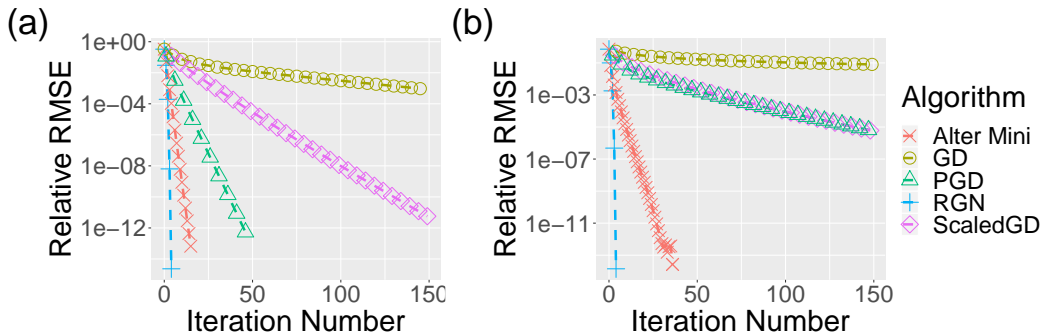 (a)
Relative RMSE
1e+00
1e−04
1e−08
1e−12
0
50
100
150
Iteration Number
(b)
Relative RMSE
1e−03
1e−07
1e−11
0
50
100
150
Iteration Number
Algorithm
Alter Mini
GD
PGD
RGN
ScaledGD